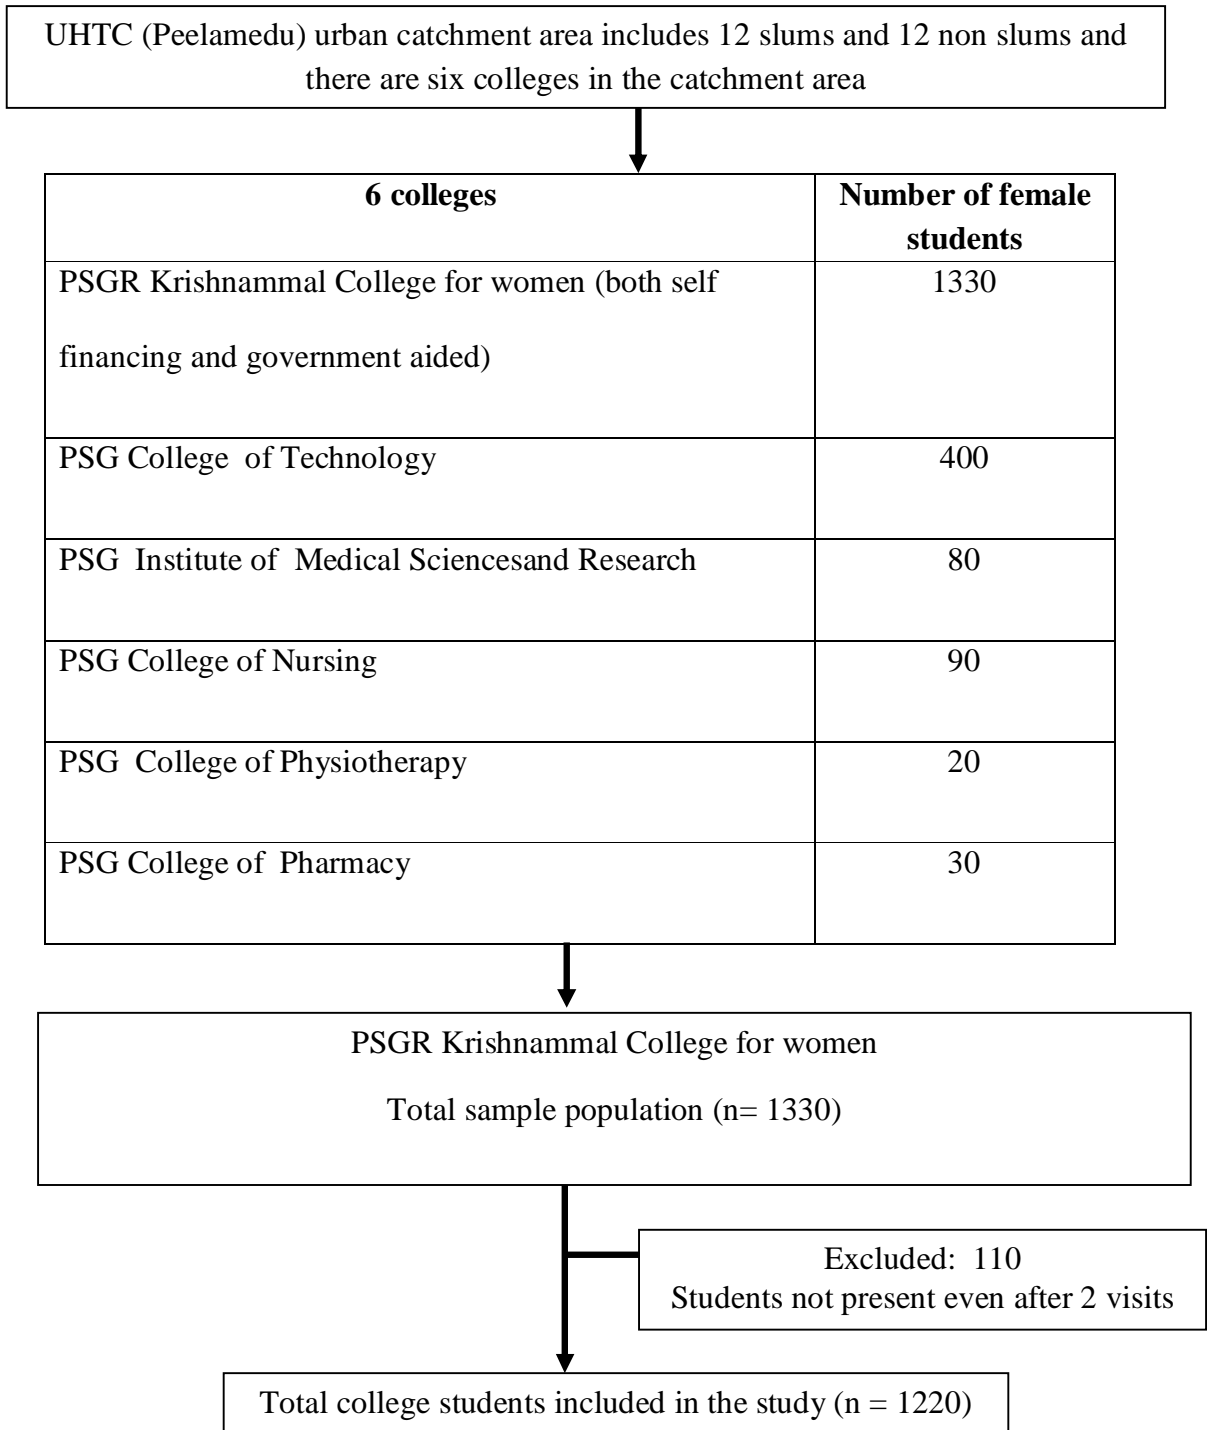 UHTC (Peelamedu) urban catchment area includes 12 slums and 12 non slums and
there are six colleges in the catchment area
6 colleges
Number of female
students
PSGR Krishnammal College for women (both self
financing and government aided)
1330
PSG College of Technology
400
PSG Institute of Medical Sciencesand Research
80
PSG College of Nursing
90
PSG College of Physiotherapy
20
PSG College of Pharmacy
30
PSGR Krishnammal College for women
Total sample population (n= 1330)
Excluded: 110
Students not present even after 2 visits
Total college students included in the study (n = 1220)